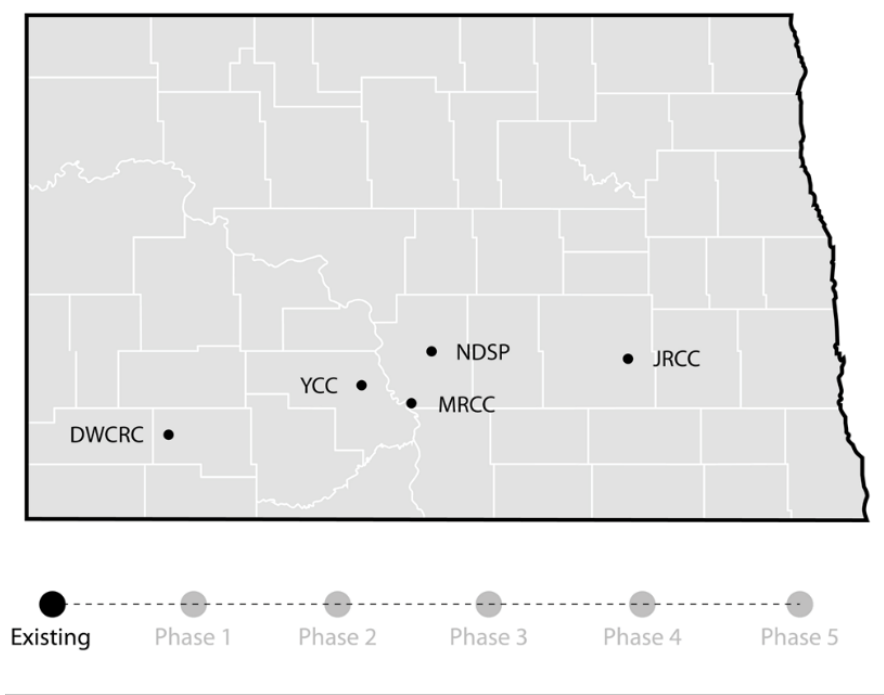 NDSP
JRCC
YCC
MRCC
DWCRC
Existing
Phase 1
Phase 2
Phase 3
Phase 4
Phase 5